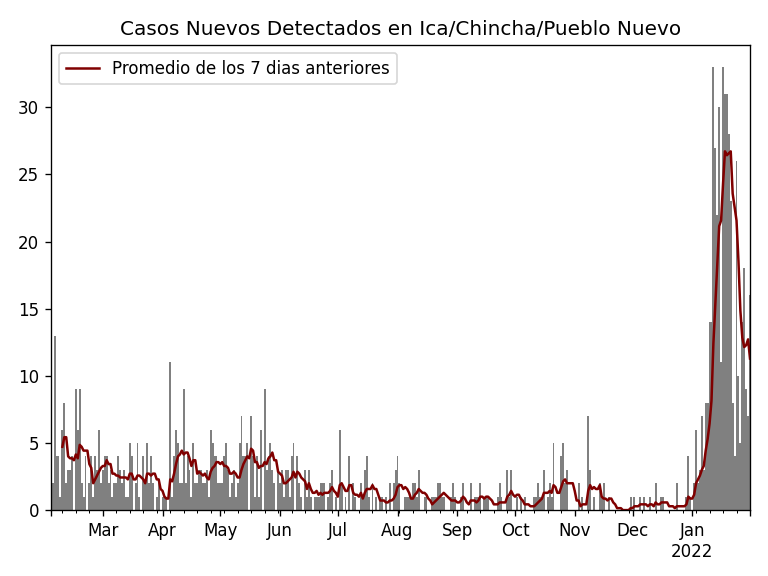 Casos Nuevos Detectados en Ica/Chincha/Pueblo Nuevo
Promedio de los 7 dias anteriores
30
25
20
15
10
5
0
Mar Apr May Jun Jul Aug Sep Oct Nov Dec Jan
2022